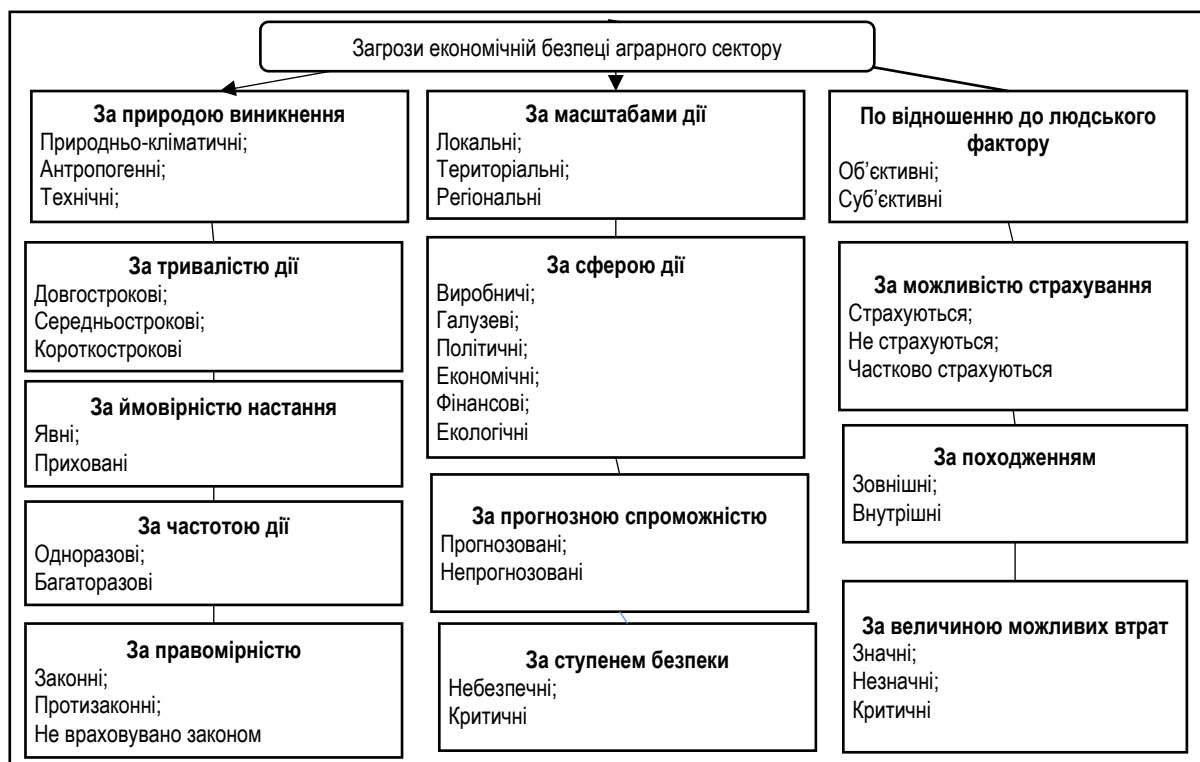 Загрози економічній безпеці аграрного сектору
За природою виникнення
Природньо-кліматичні;
Антропогенні;
Технічні;
За тривалістю дії
Довгострокові;
Середньострокові;
Короткострокові
За ймовірністю настання
Явні;
Приховані
За частотою дії
Одноразові;
Багаторазові
За правомірністю
Законні;
Протизаконні;
Не враховувано законом
За масштабами дії
Локальні;
Територіальні;
Регіональні
За сферою дії
Виробничі;
Галузеві;
Політичні;
Економічні;
Фінансові;
Екологічні
За прогнозною спроможністю
Прогнозовані;
Непрогнозовані
За ступенем безпеки
Небезпечні;
Критичні
По відношенню до людського
фактору
Об’єктивні;
Суб’єктивні
За можливістю страхування
Страхуються;
Не страхуються;
Частково страхуються
За походженням
Зовнішні;
Внутрішні
За величиною можливих втрат
Значні;
Незначні;
Критичні